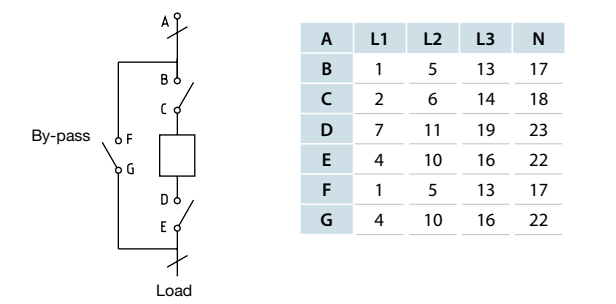 A
B
C
By-pass
F
G
D
E
Load
A L1 L2 L3 N
B 1 5 13 17
C 2 6 14 18
D 7 11 19 23
E 4 10 16 22
F 1 5 13 17
G 4 10 16 22